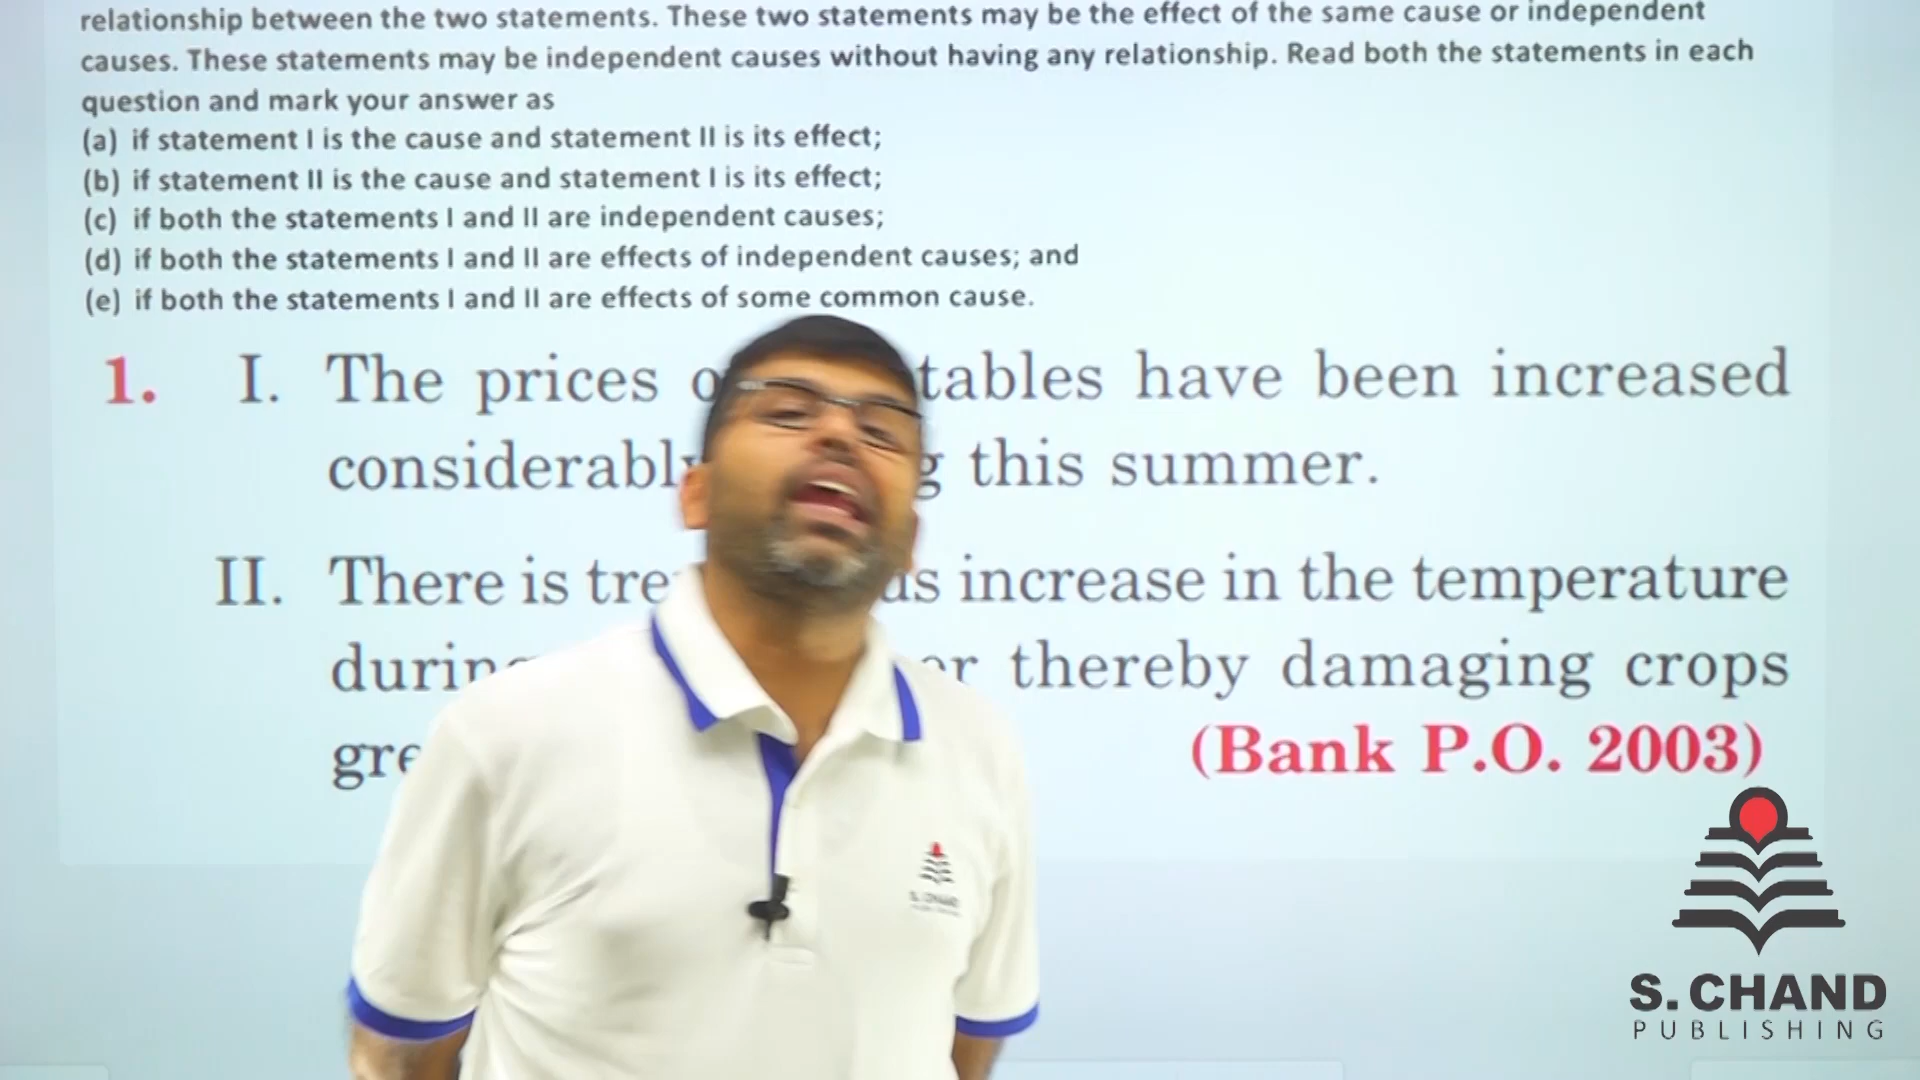 relationship between the two statements. These two statements may be the effect of the same cause or independent
causes. These statements may be independent causes without having any relationship. Read both the statements in each
question and mark your answer as
(a) if statement I is the cause and statement II is its effect;
(b) if statement II is the cause and statement I is its effect;
(c) if both the statements I and II are independent causes;
(d) if both the statements I and II are effects of independent causes; and
(e) if both the statements I and II are effects of some common cause.
1. I. The prices tables have been increased
considerably this summer.
II. There is increase in the temperature
thereby damaging crops
(Bank P.O. 2003)
S. CHAND
S. CHAND
PUBLISHING